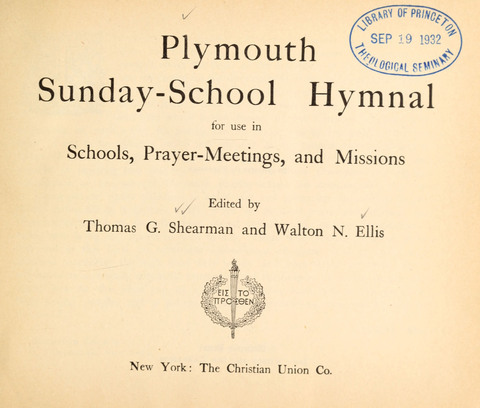 LIBRARY OF PRINCETON
SEP 19 1932
THEOLOGICAL SEMINARY
Plymouth
Sunday-School Hymnal
for use in
Schools, Prayer-Meetings, and Missions
Edited by
Thomas G. Shearman and Walton N. Ellis
ΕΙΣ ΤΟ
ΠΡΟΣΘΕΝ
New York: The Christian Union Co.